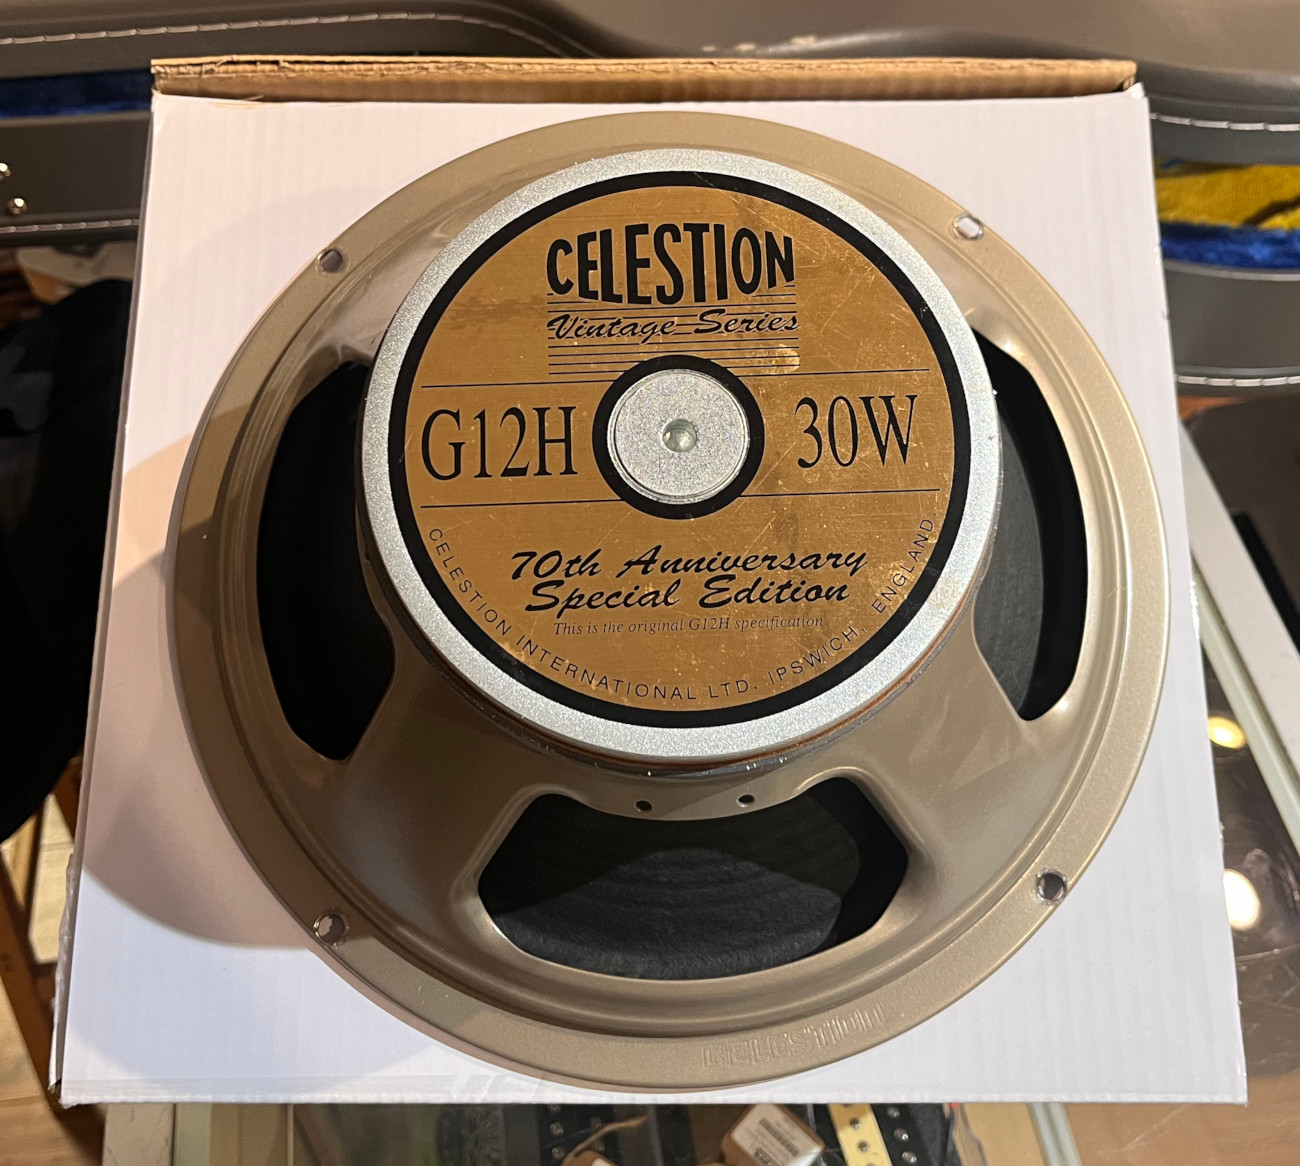 CELESTION
Vintage Series
G12H 30W
70th Anniversary
Special Edition
This is the original G12H specification
CELESTION INTERNATIONAL LTD. IPSWICH, ENGLAND.
CELESTION